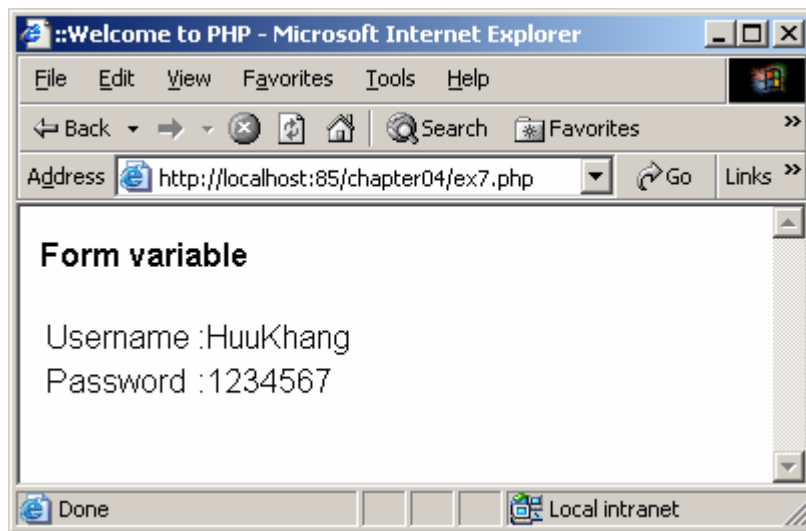 ::Welcome to PHP - Microsoft Internet Explorer
File Edit View Favorites Tools Help
Back Search Favorites »
Address http://localhost:85/chapter04/ex7.php Go Links »
Form variable
Username :HuuKhang
Password :1234567
Done Local intranet